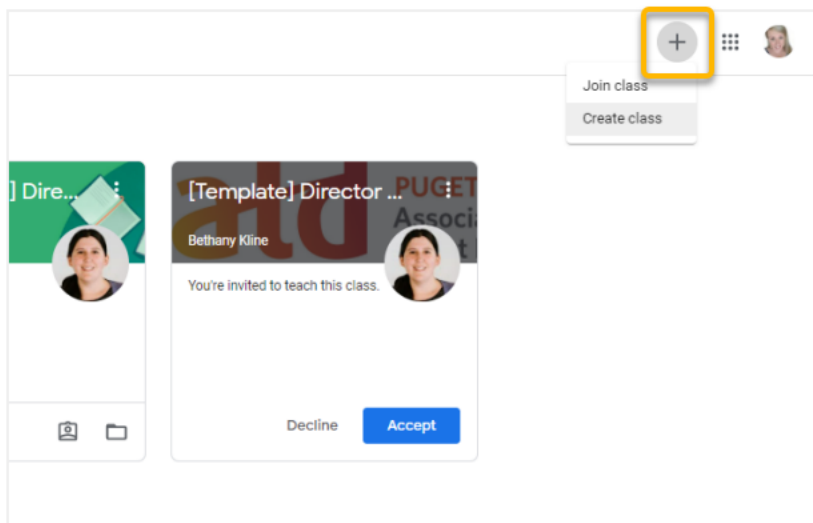 +
Join class
Create class
] Dire...
[Template] Director ...
Bethany Kline
You're invited to teach this class.
atd
PUGET
Associ
t
Decline
Accept